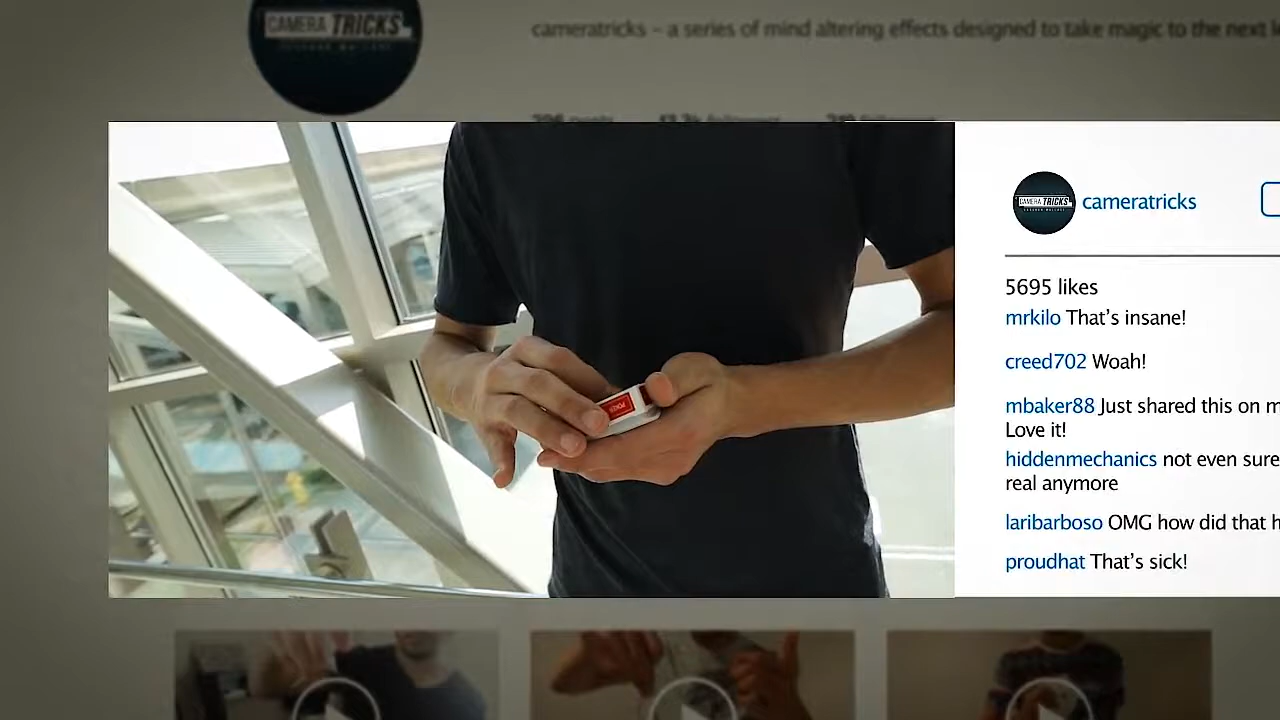 CAMERA TRICKS
cameratricks – a series of mind altering effects designed to take magic to the next
CAMERA TRICKS
cameratricks
5695 likes
mrkilo That's insane!
creed702 Woah!
mbaker88 Just shared this on
Love it!
hiddenmechanics not even sure
real anymore
laribarboso OMG how did that
proudhat That's sick!